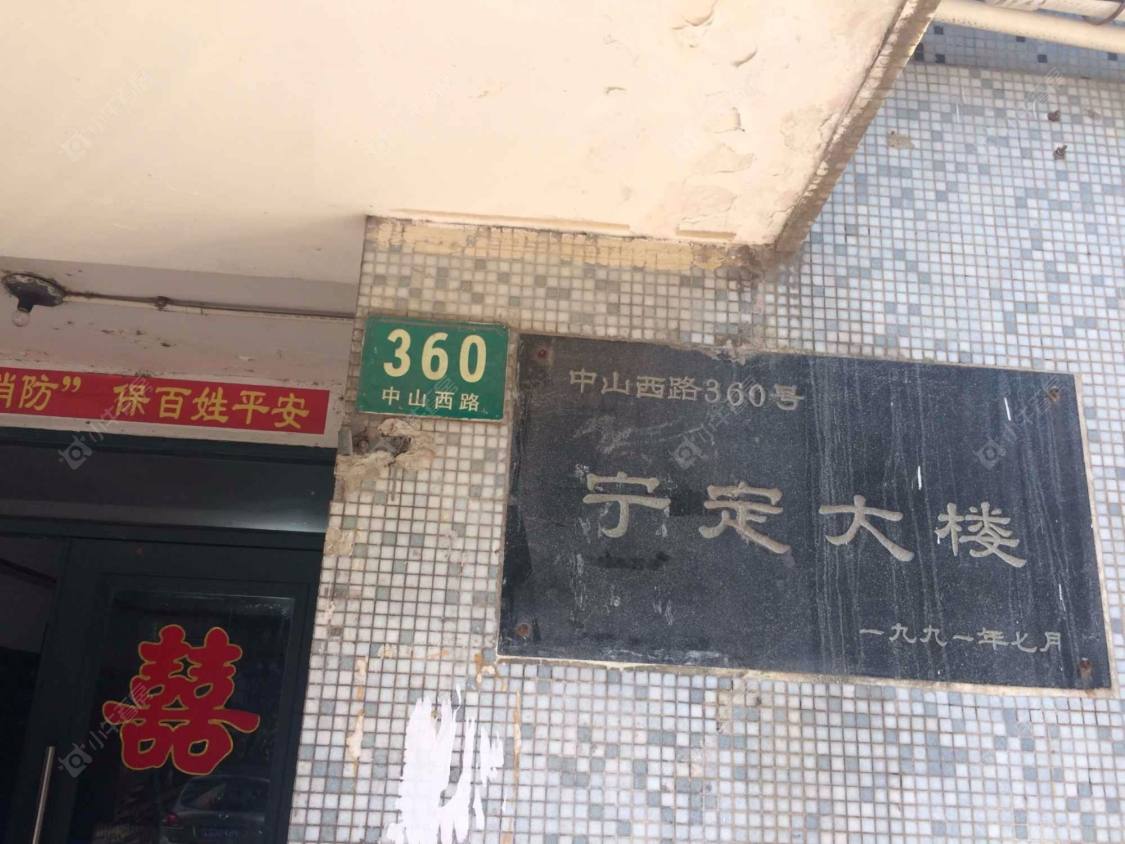 消防” 保百姓平安
360
中山西路
中山西路360号
宁定大楼
一九九一年七月
囍